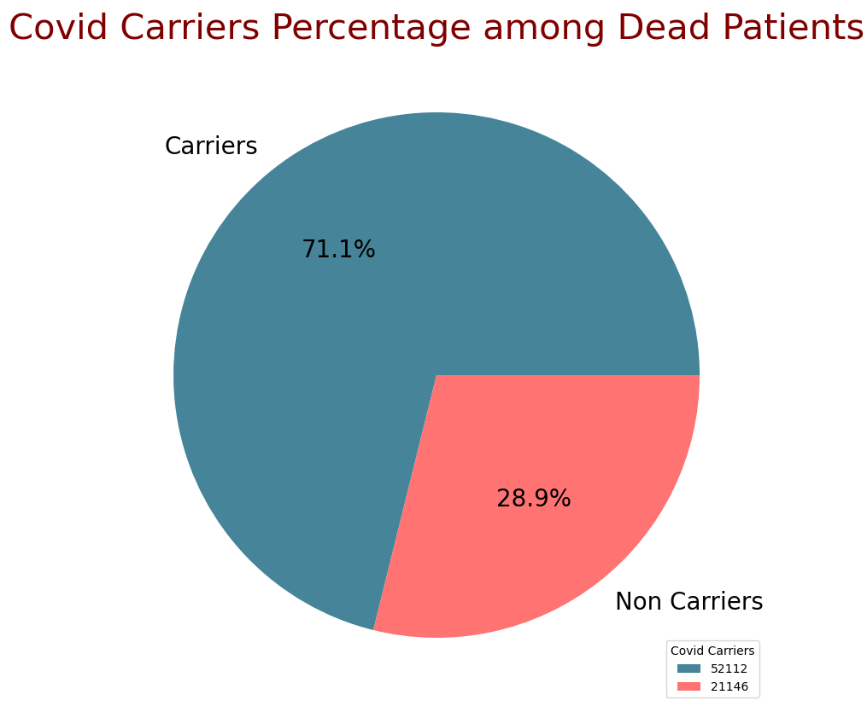 Covid Carriers Percentage among Dead Patients
Carriers
71.1%
28.9%
Non Carriers
Covid Carriers
52112
21146